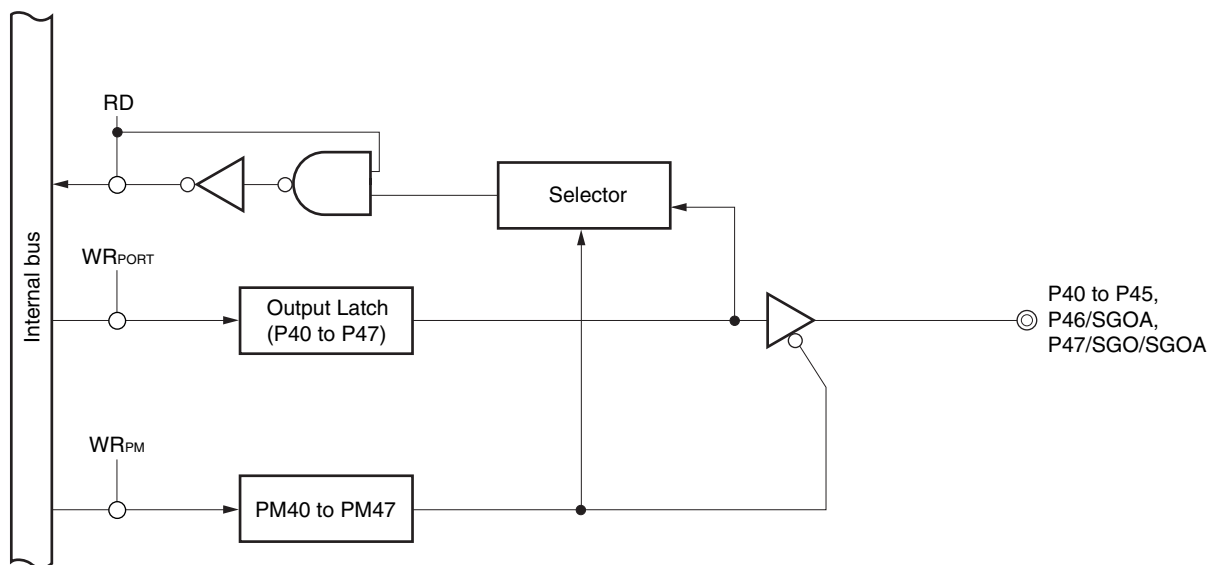 RD
Selector
Internal bus
WRPORT
Output Latch
(P40 to P47)
P40 to P45,
P46/SGOA,
P47/SGO/SGOA
WRPM
PM40 to PM47